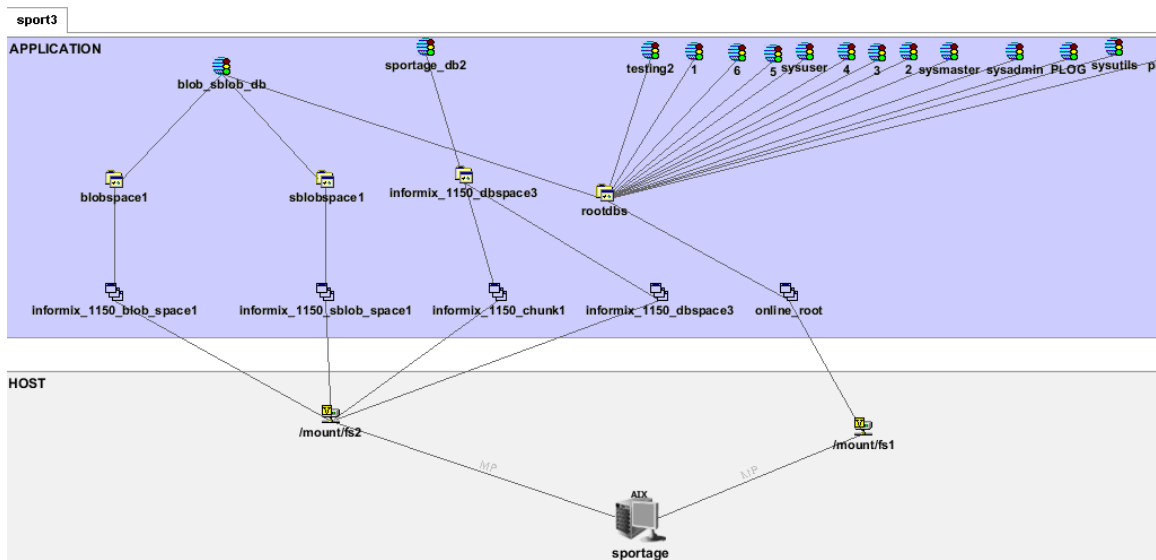 sport3
APPLICATION
blob_sblob_db
sportage_db2
testing2
1
6
5
sysuser
4
3
2
sysmaster
sysadmin
PLOG
sysutils
blobspace1
sblobspace1
informix_1150_dbspace3
rootdbs
informix_1150_blob_space1
informix_1150_sblob_space1
informix_1150_chunk1
informix_1150_dbspace3
online_root
HOST
/mount/fs2
/mount/fs1
MP
MP
AIX
sportage